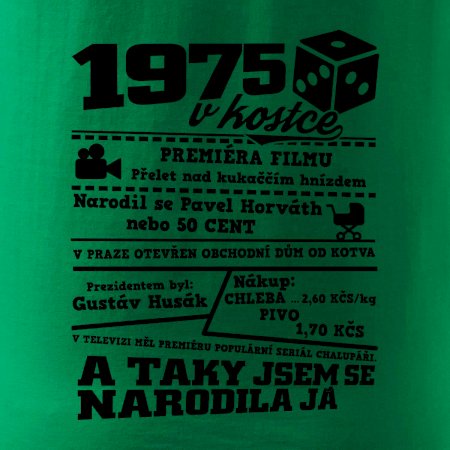 1975
v kostce
PREMIÉRA FILMU
Přelet nad kukaččím hnízdem
Narodil se Pavel Horváth
nebo 50 CENT
V PRAZE OTEVŘEN OBCHODNÍ DŮM OD KOTVA
Prezidentem byl:
Gustáv Husák
Nákup:
CHLEBA ... 2,60 KČS/kg
PIVO
1,70 KČS
V TELEVIZI MĚL PREMIÉRU POPULÁRNÍ SERIÁL CHALUPÁŘI.
A TAKY JSEM SE
NARODILA JÁ